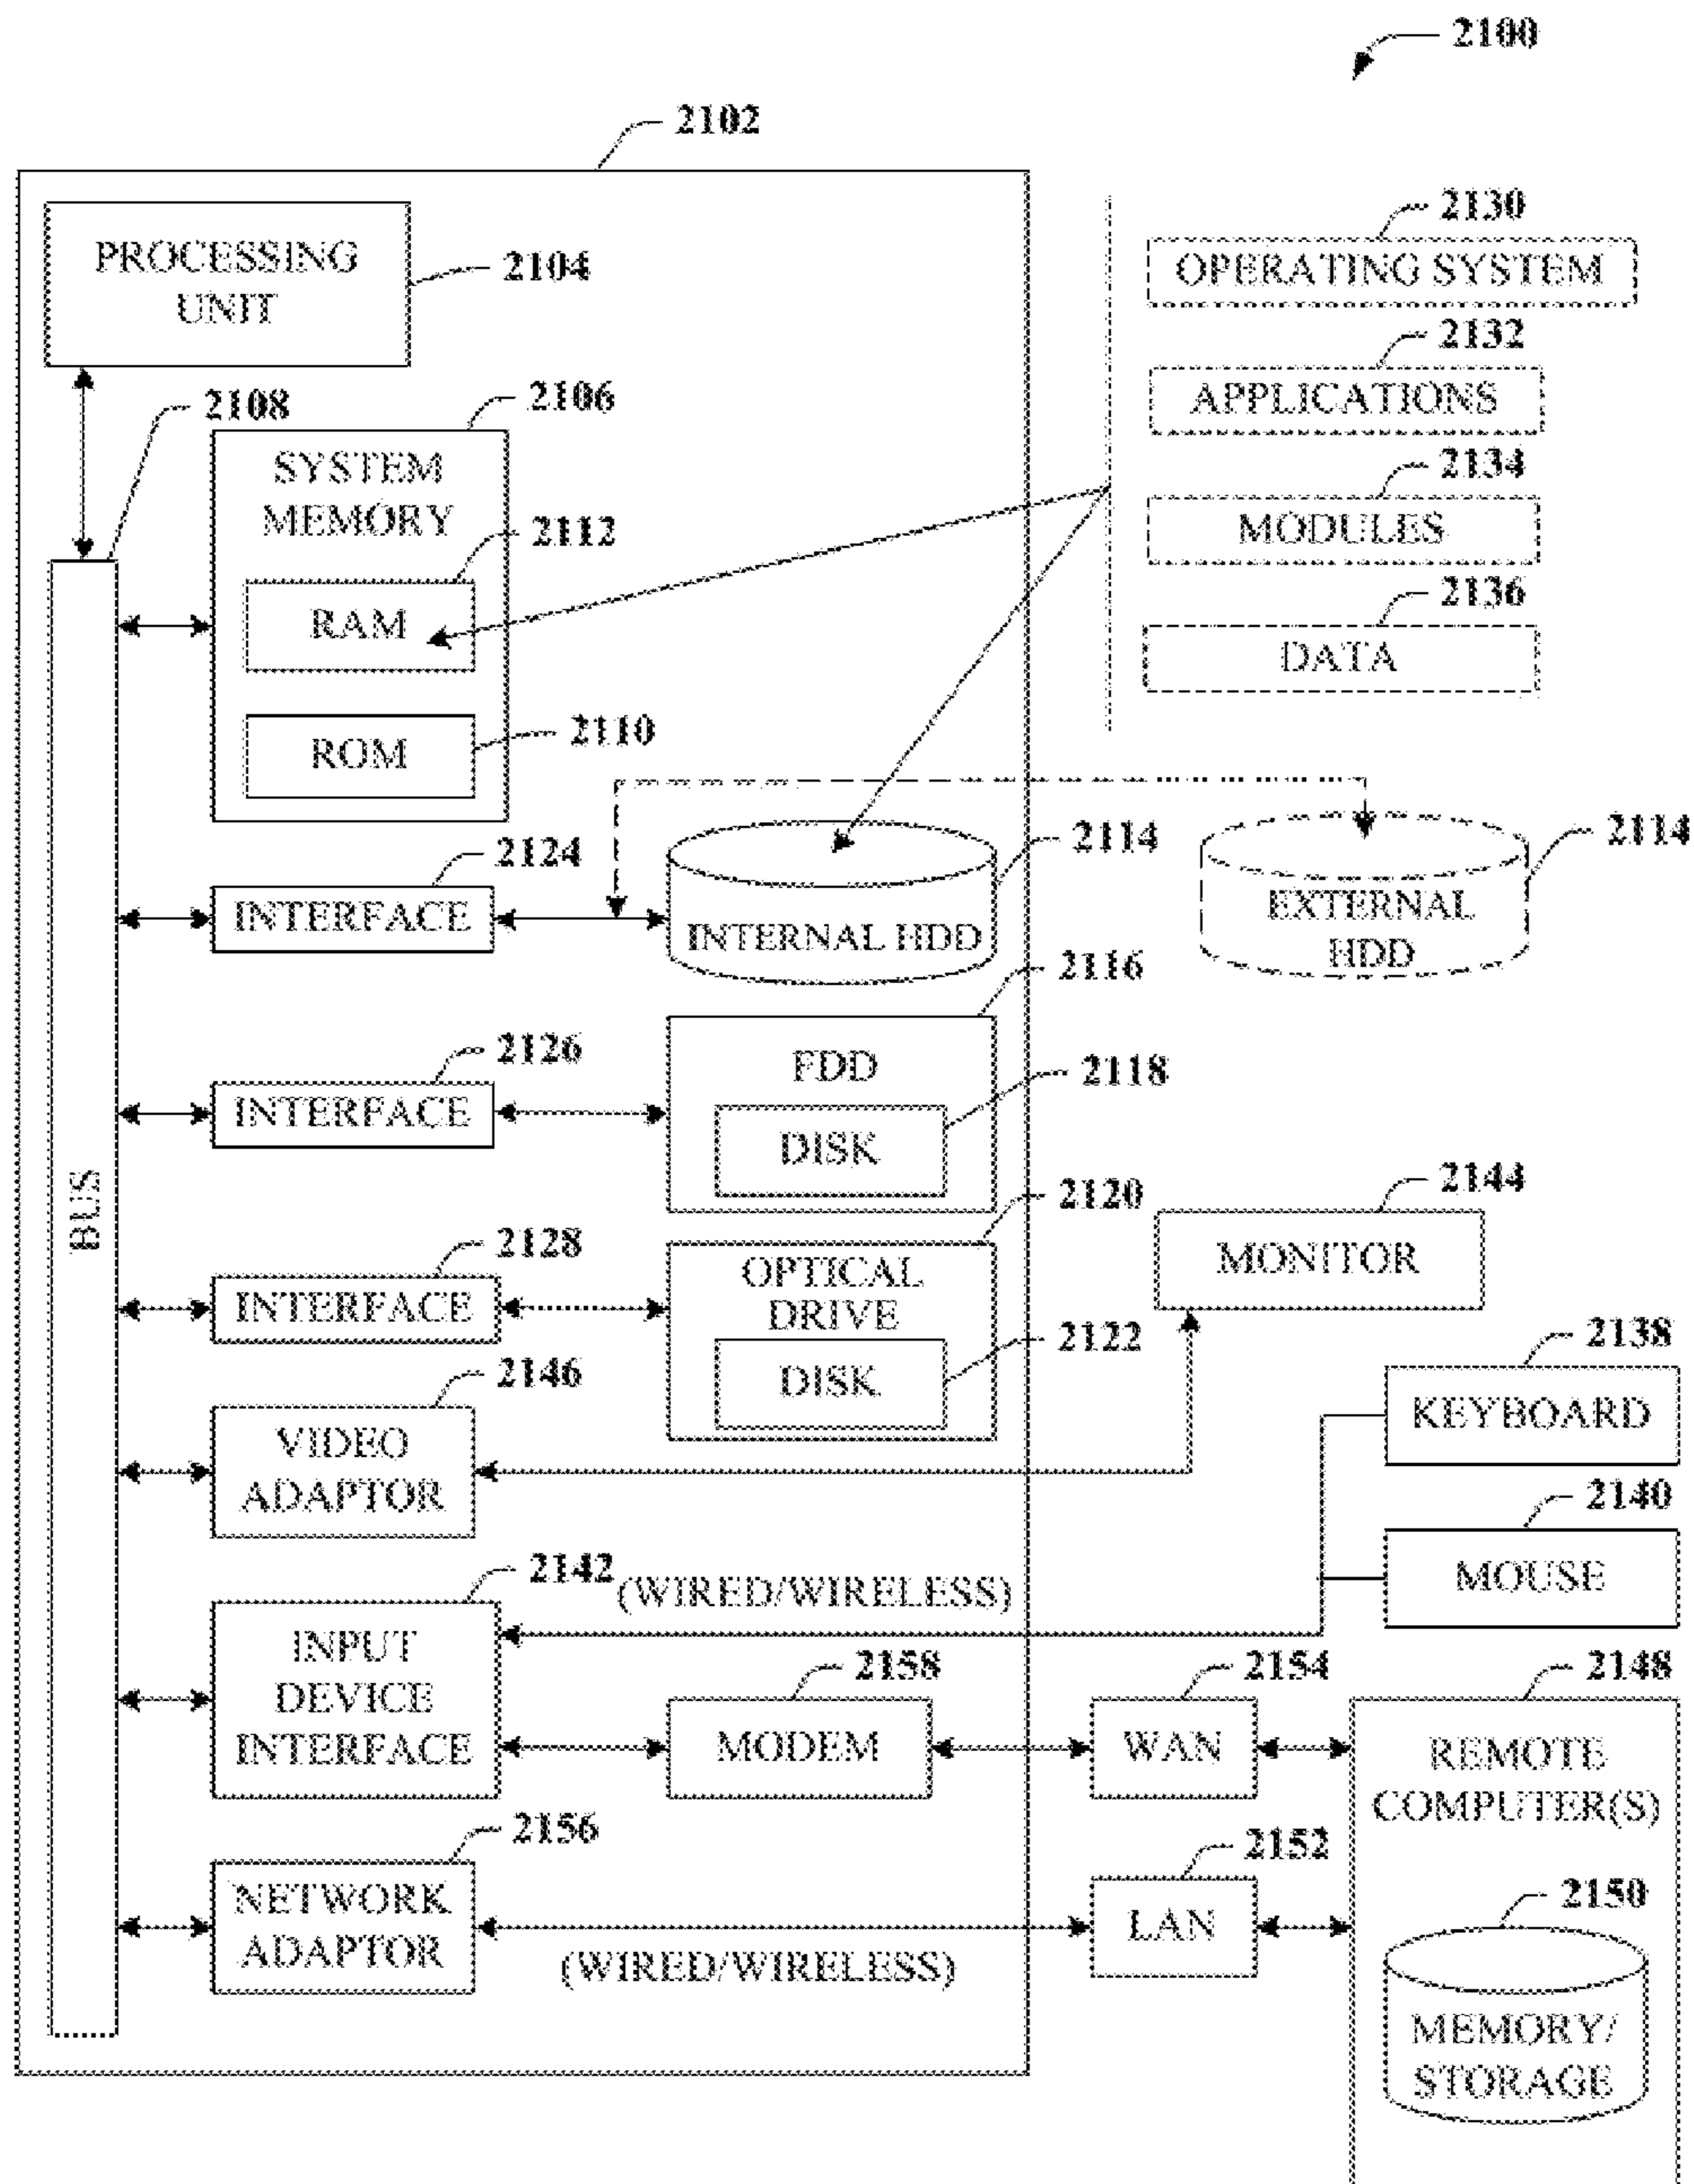 2100
2102
PROCESSING
UNIT
2104
2130
OPERATING SYSTEM
2132
APPLICATIONS
2134
MODULES
2136
DATA
2108
2106
SYSTEM
MEMORY
2112
RAM
2110
ROM
2124
INTERFACE
2114
INTERNAL HDD
2114
EXTERNAL
HDD
2126
INTERFACE
2116
FDD
2118
DISK
BUS
2128
INTERFACE
2120
OPTICAL
DRIVE
2122
DISK
2144
MONITOR
2146
VIDEO
ADAPTOR
2138
KEYBOARD
2140
MOUSE
2142
(WIRED/WIRELESS)
INPUT
DEVICE
INTERFACE
2158
MODEM
2154
WAN
2148
REMOTE
COMPUTER(S)
2156
NETWORK
ADAPTOR
(WIRED/WIRELESS)
2152
LAN
2150
MEMORY/
STORAGE